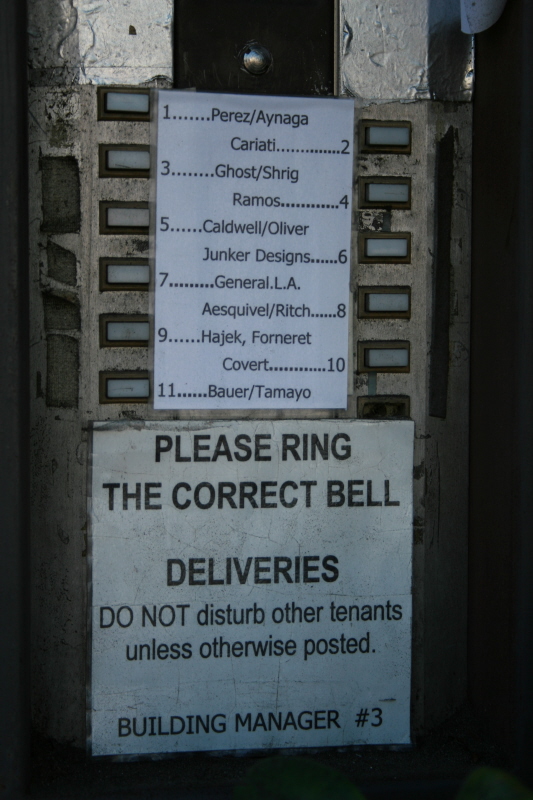 1.......Perez/Aynaga
Cariati...............2
3........Ghost/Shrig
Ramos............4
5......Caldwell/Oliver
Junker Designs......6
7.........General.L.A.
Aesquivel/Ritch......8
9......Hajek, Forneret
Covert............10
11......Bauer/Tamayo
PLEASE RING
THE CORRECT BELL
DELIVERIES
DO NOT disturb other tenants
unless otherwise posted.
BUILDING MANAGER #3